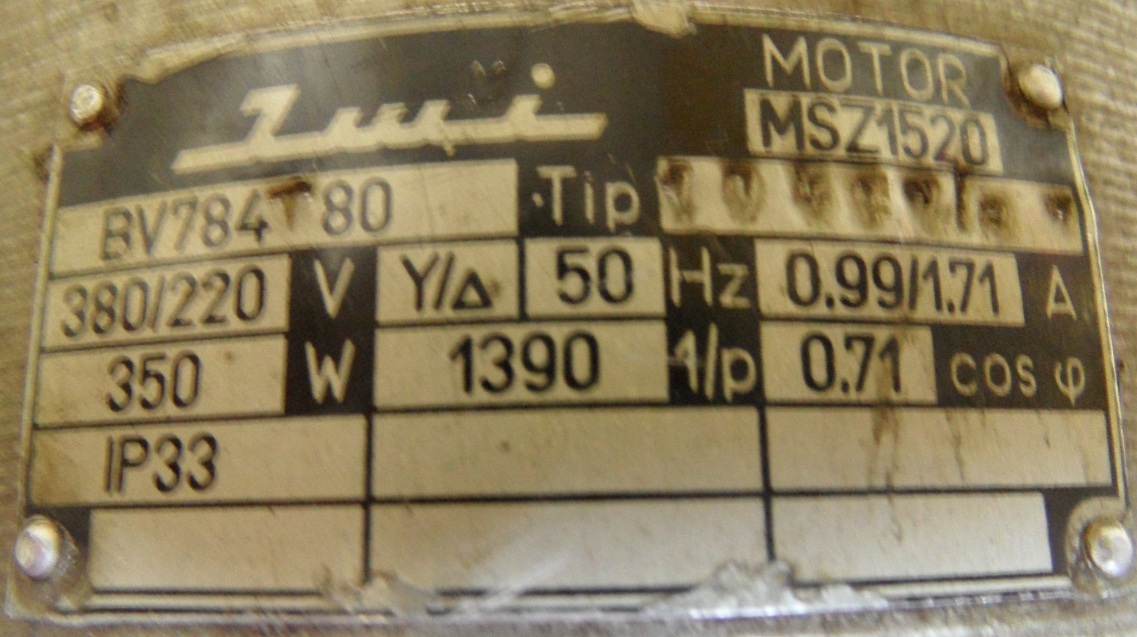 MOTOR
MSZ1520
BV784T80 Tip
380/220 V Y/Δ 50 Hz 0.99/1.71 A
350 W 1390 1/p 0.71 cos φ
IP33